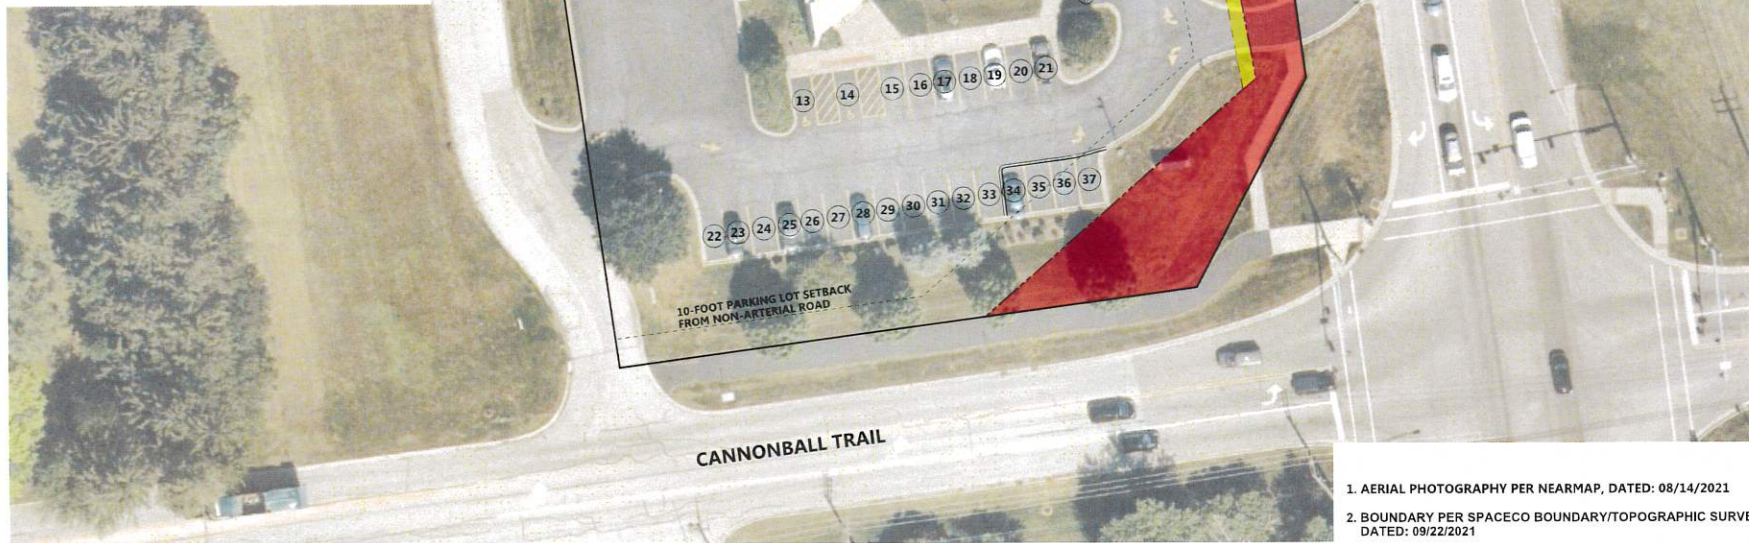 13 14 15 16 17 18 19 20 21
22 23 24 25 26 27 28 29 30 31 32 33 34 35 36 37
10-FOOT PARKING LOT SETBACK
FROM NON-ARTERIAL ROAD
CANNONBALL TRAIL
1. AERIAL PHOTOGRAPHY PER NEARMAP, DATED: 08/14/2021
2. BOUNDARY PER SPACECO BOUNDARY/TOPOGRAPHIC SURVE
DATED: 09/22/2021